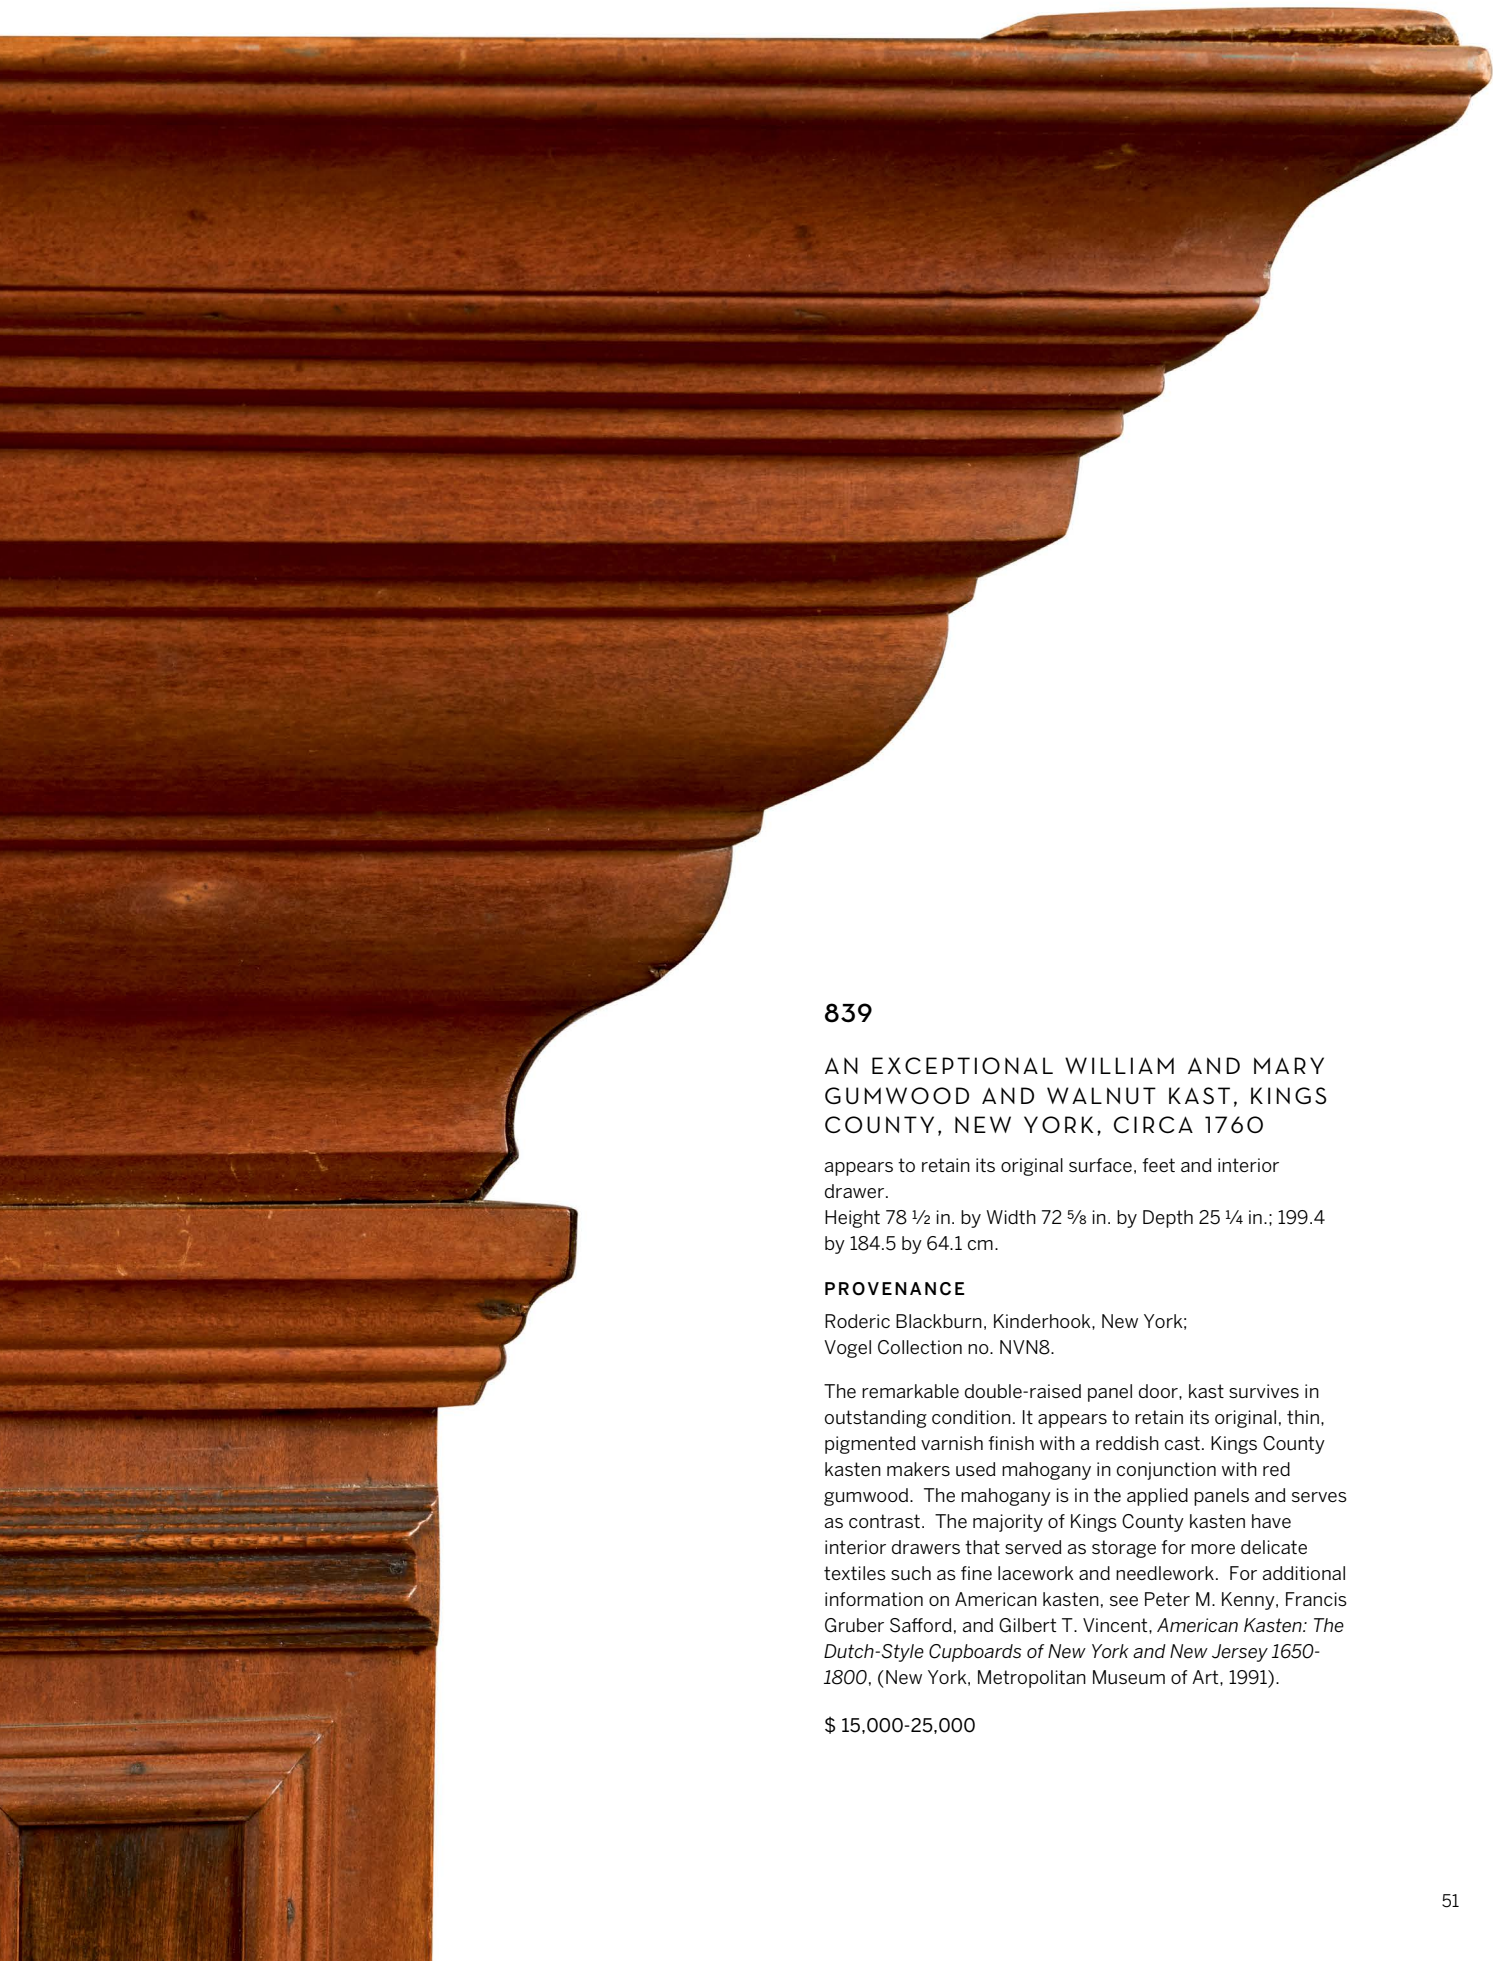 839
AN EXCEPTIONAL WILLIAM AND MARY
GUMWOOD AND WALNUT KAST, KINGS
COUNTY, NEW YORK, CIRCA 1760
appears to retain its original surface, feet and interior
drawer.
Height 78 ½ in. by Width 72 ⅝ in. by Depth 25 ¼ in.; 199.4
by 184.5 by 64.1 cm.
PROVENANCE
Roderic Blackburn, Kinderhook, New York;
Vogel Collection no. NVN8.
The remarkable double-raised panel door, kast survives in
outstanding condition. It appears to retain its original, thin,
pigmented varnish finish with a reddish cast. Kings County
kasten makers used mahogany in conjunction with red
gumwood.  The mahogany is in the applied panels and serves
as contrast.  The majority of Kings County kasten have
interior drawers that served as storage for more delicate
textiles such as fine lacework and needlework.  For additional
information on American kasten, see Peter M. Kenny, Francis
Gruber Safford, and Gilbert T. Vincent, American Kasten: The
Dutch-Style Cupboards of New York and New Jersey 1650-
1800, (New York, Metropolitan Museum of Art, 1991).
$ 15,000-25,000
51